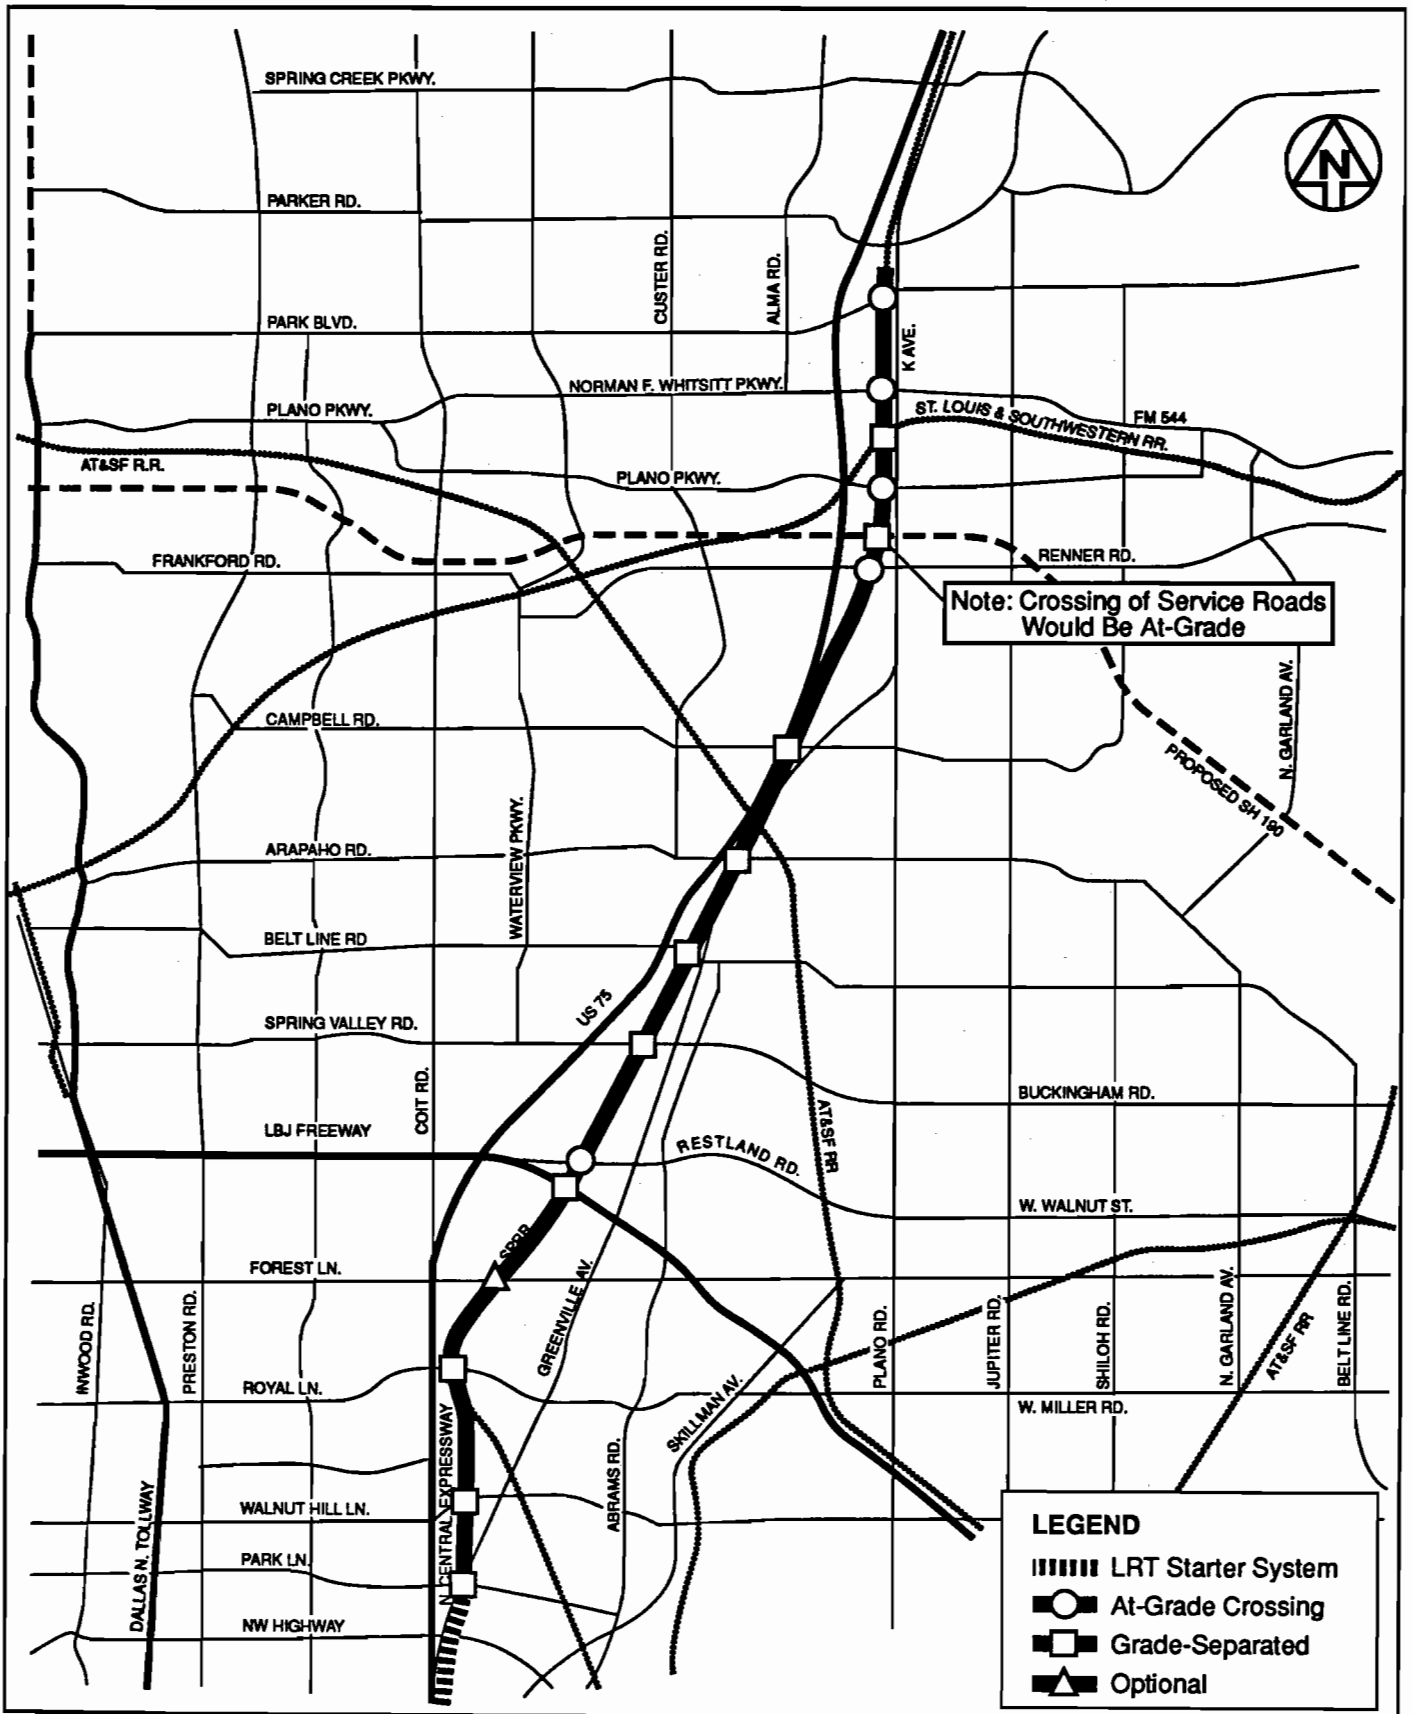 SPRING CREEK PKWY.
N
PARKER RD.
CUSTER RD.
ALMA RD.
PARK BLVD.
K AVE.
NORMAN F. WHITSITT PKWY.
PLANO PKWY.
ST. LOUIS & SOUTHWESTERN RR.
FM 544
AT&SF R.R.
PLANO PKWY.
FRANKFORD RD.
RENNER RD.
Note: Crossing of Service Roads
Would Be At-Grade
N. GARLAND AV.
CAMPBELL RD.
PROPOSED SH 190
WATERVIEW PKWY.
ARAPAHO RD.
BELT LINE RD
US 75
SPRING VALLEY RD.
COIT RD.
BUCKINGHAM RD.
LBJ FREEWAY
AT&SF RR
RESTLAND RD.
W. WALNUT ST.
SPRR
FOREST LN.
GREENVILLE AV.
INWOOD RD.
PRESTON RD.
PLANO RD.
JUPITER RD.
SHILOH RD.
N. GARLAND AV.
AT&SF RR
BELT LINE RD.
ROYAL LN.
SKILLMAN AV.
W. MILLER RD.
N. CENTRAL EXPRESSWAY
ABRAMS RD.
DALLAS N. TOLLWAY
WALNUT HILL LN.
PARK LN.
NW HIGHWAY
LEGEND
LRT Starter System
At-Grade Crossing
Grade-Separated
Optional